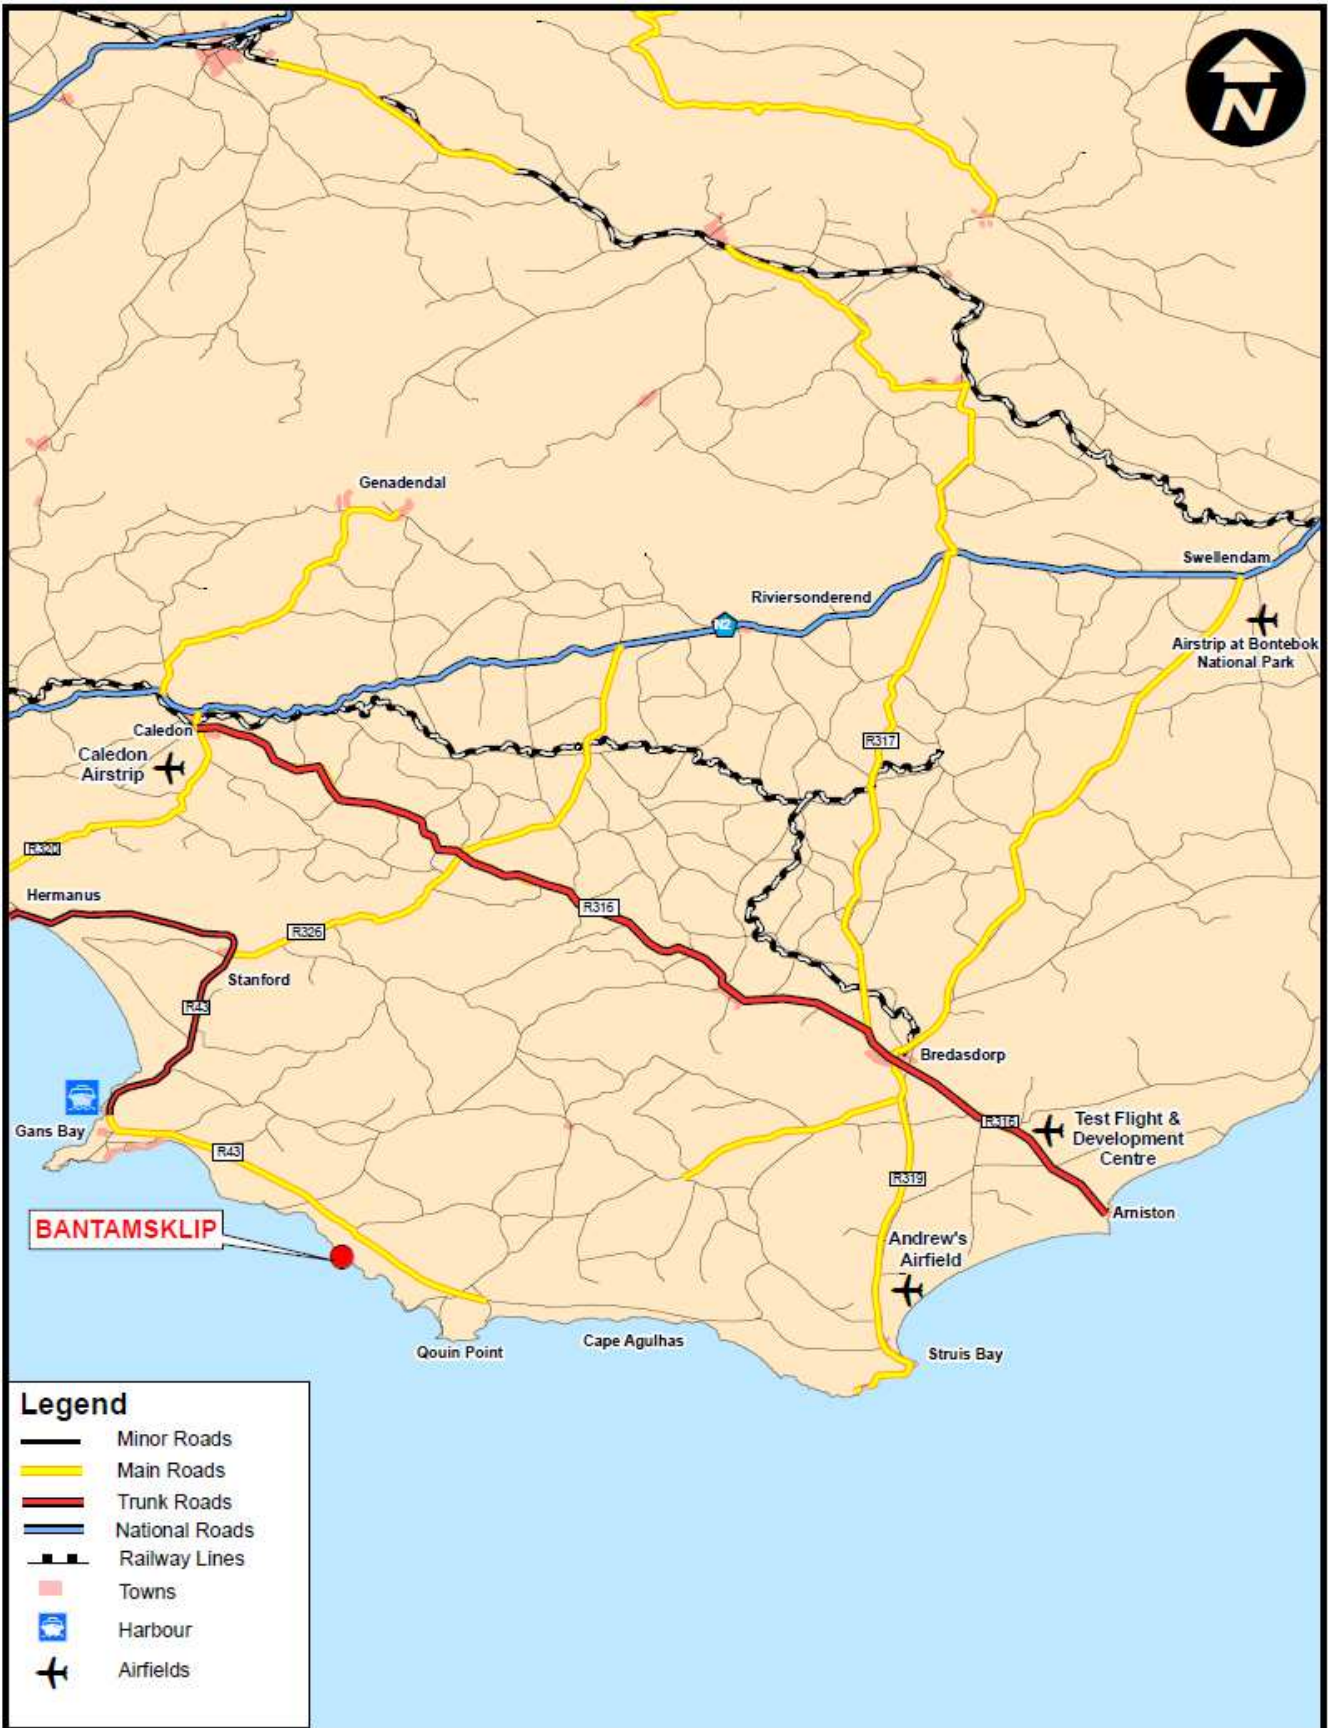 N
Genadendal
Swellendam
Riviersonderend
N2
Airstrip at Bontebok
National Park
Caledon
Caledon
Airstrip
R317
R320
Hermanus
R316
R326
Stanford
R43
Bredasdorp
Gans Bay
R316
Test Flight &
Development
Centre
R43
R319
Arniston
BANTAMSKLIP
Andrew's
Airfield
Cape Agulhas
Qouin Point
Struis Bay
Legend
Minor Roads
Main Roads
Trunk Roads
National Roads
Railway Lines
Towns
Harbour
Airfields